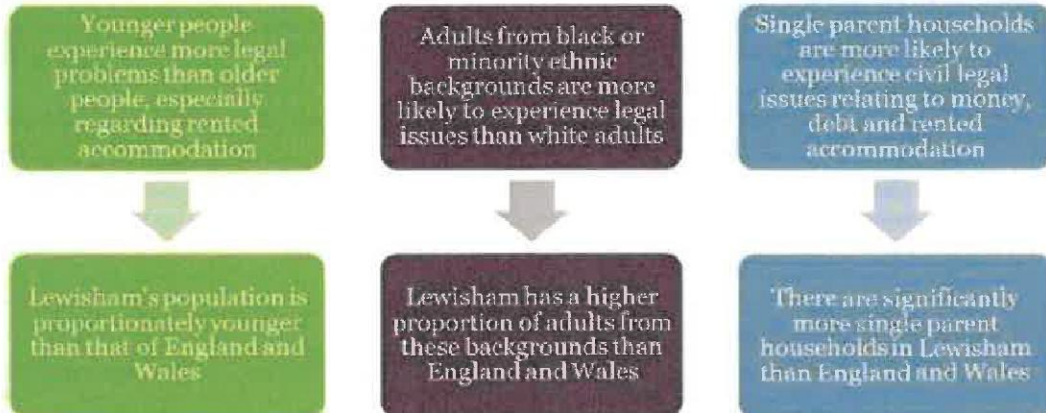 Younger people
experience more legal
problems than older
people, especially
regarding rented
accommodation
Adults from black or
minority ethnic
backgrounds are more
likely to experience legal
issues than white adults
Single parent households
are more likely to
experience civil legal
issues relating to money,
debt and rented
accommodation
Lewisham's population is
proportionately younger
than that of England and
Wales
Lewisham has a higher
proportion of adults from
these backgrounds than
England and Wales
There are significantly
more single parent
households in Lewisham
than England and Wales